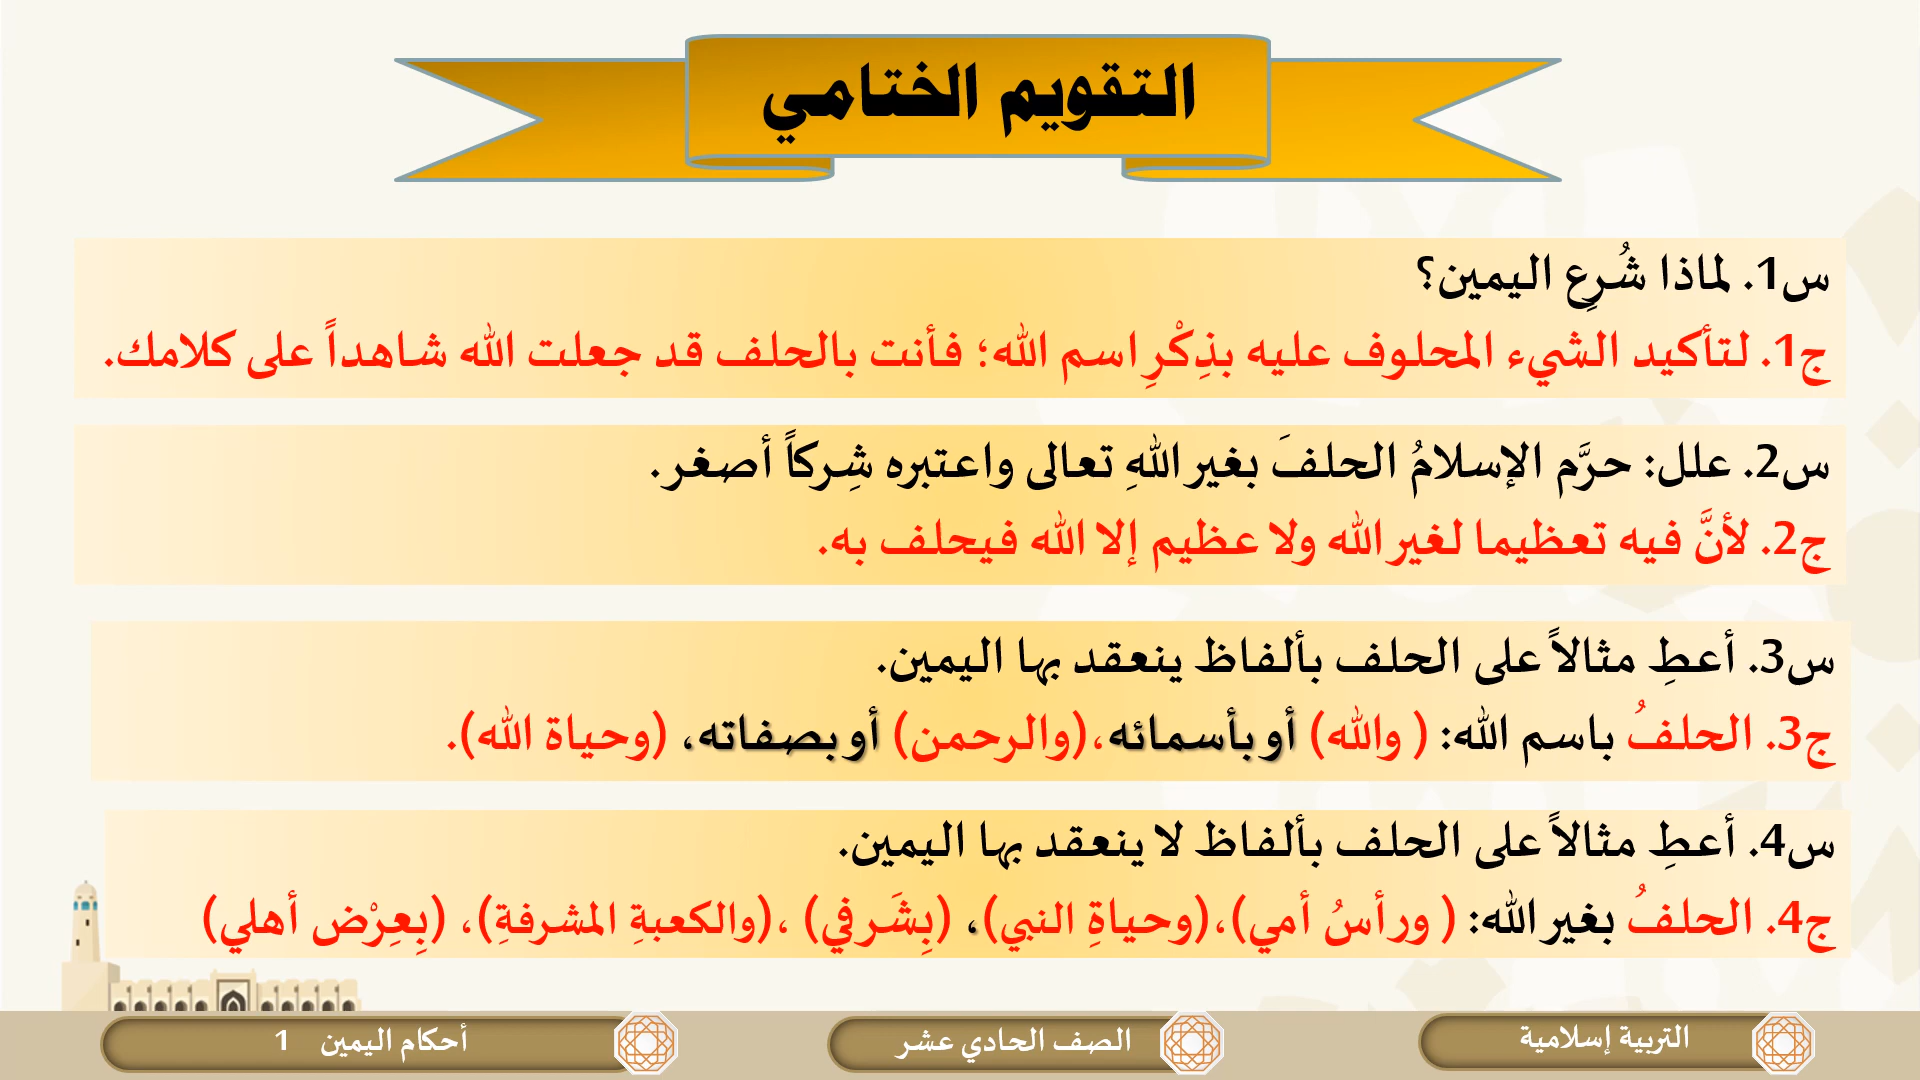 التقويم الختامي
س1. لماذا شُرِع اليمين؟
ج1. لتأكيد الشيء المحلوف عليه بذِكْرِ اسم الله؛ فأنت بالحلف قد جعلت الله شاهداً على كلامك.
س2. علل: حرَّم الإسلامُ الحلفَ بغير اللهِ تعالى واعتبره شِركاً أصغر.
ج2. لأنَّ فيه تعظيما لغير الله ولا عظيم إلا الله فيحلف به.
س3. أعطِ مثالاً على الحلف بألفاظ ينعقد بها اليمين.
ج3. الحلفُ باسم الله: ( والله) أو بأسمائه،(والرحمن) أو بصفاته، (وحياة الله).
س4. أعطِ مثالاً على الحلف بألفاظ لا ينعقد بها اليمين.
ج4. الحلفُ بغير الله: ( ورأسُ أمي)،(وحياةِ النبي)، (بِشَرفي) ،(والكعبةِ المشرفةِ)، (بِعِرْض أهلي)
التربية إسلامية
الصف الحادي عشر
أحكام اليمين 1